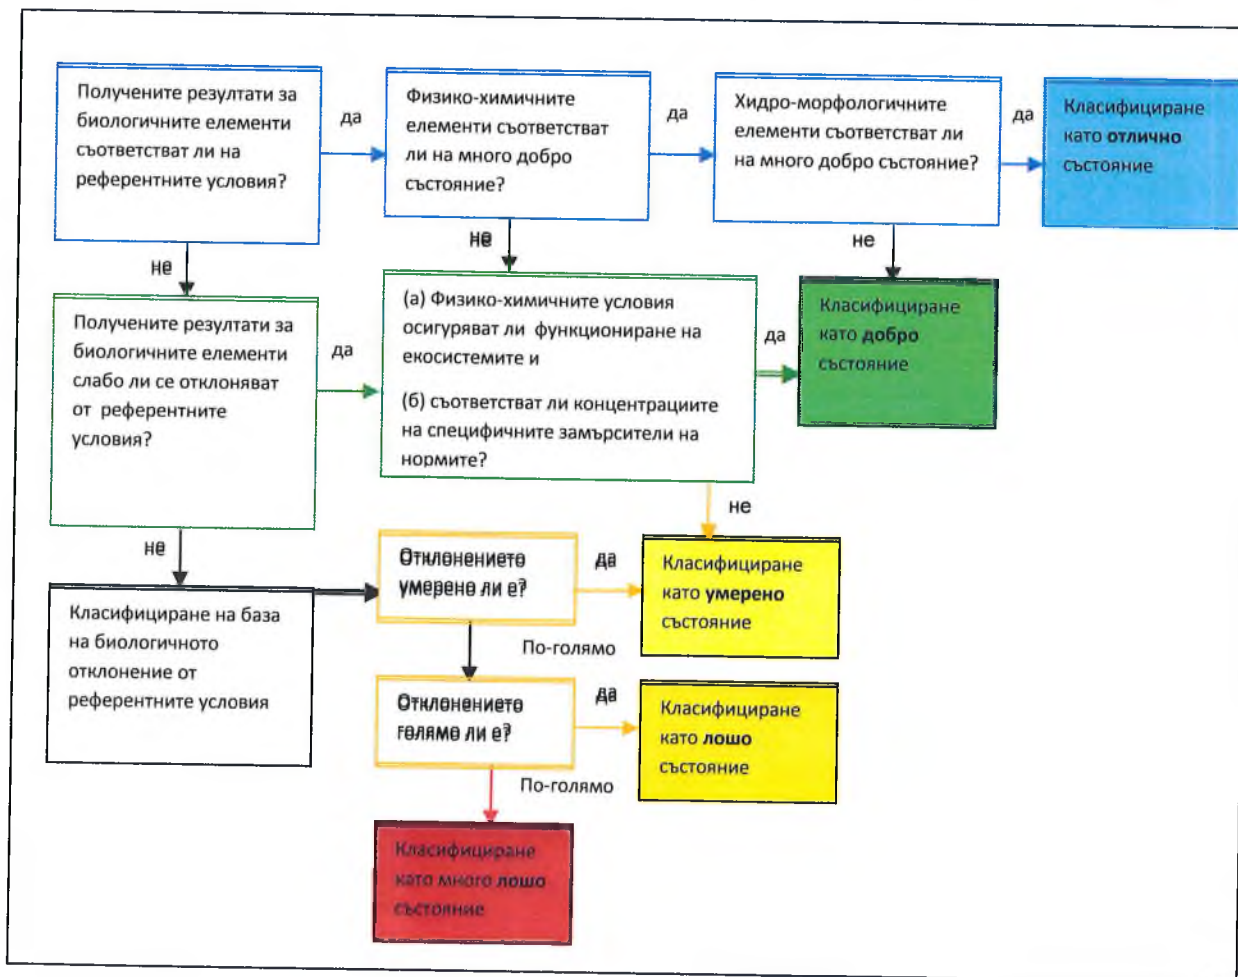 Получените резултати за
биологичните елементи
съответстват ли на
референтните условия?
да
Физико-химичните
елементи съответстват
ли на много добро
състояние?
да
Хидро-морфологичните
елементи съответстват ли
на много добро състояние?
да
Класифициране
като отлично
състояние
не
не
не
Получените резултати за
биологичните елементи
слабо ли се отклоняват
от референтните
условия?
да
(а) Физико-химичните условия
осигуряват ли функциониране на
екосистемите и
(б) съответстват ли концентрациите
на специфичните замърсители на
нормите?
да
Класифициране
като добро
състояние
не
не
Класифициране на база
на биологичното
отклонение от
референтните условия
Отклонението
умерено ли е?
да
Класифициране
като умерено
състояние
По-голямо
Отклонението
голямо ли е?
да
Класифициране
като лошо
състояние
По-голямо
Класифициране
като много лошо
състояние